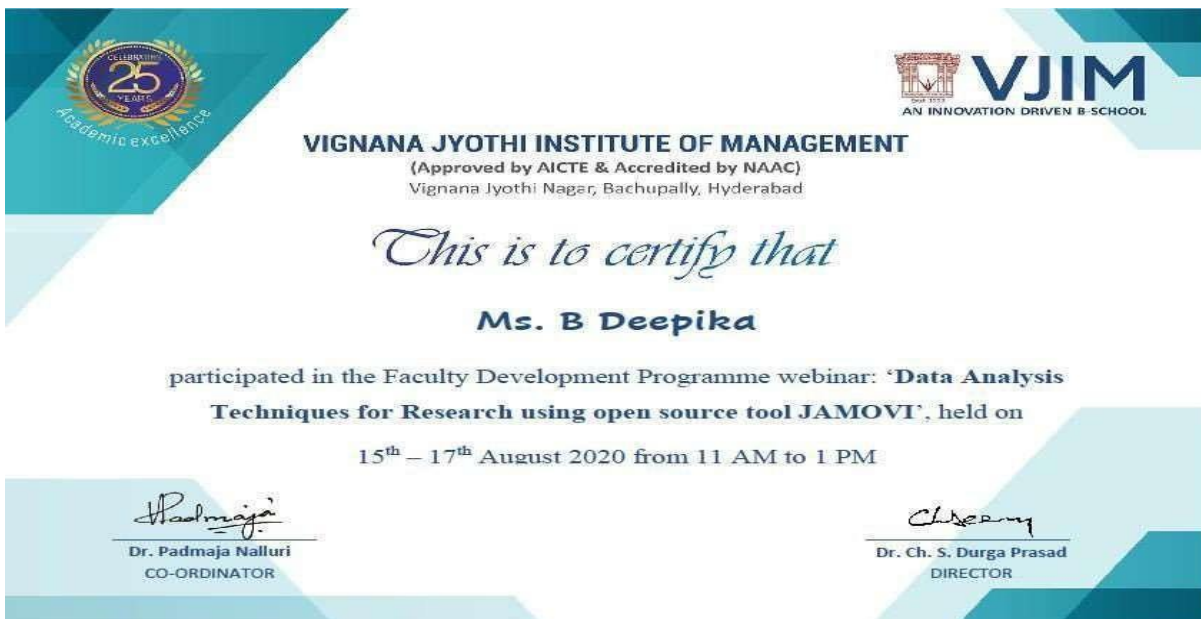 CELEBRATING
25
YEARS
Academic excellence
VJIM
Estd. 1993
AN INNOVATION DRIVEN B-SCHOOL
VIGNANA JYOTHI INSTITUTE OF MANAGEMENT
(Approved by AICTE & Accredited by NAAC)
Vignana Jyothi Nagar, Bachupally, Hyderabad
This is to certify that
Ms. B Deepika
participated in the Faculty Development Programme webinar: ‘Data Analysis
Techniques for Research using open source tool JAMOVI’, held on
15th – 17th August 2020 from 11 AM to 1 PM
Padmaja
Dr. Padmaja Nalluri
CO-ORDINATOR
Dr. Ch. S. Durga Prasad
DIRECTOR